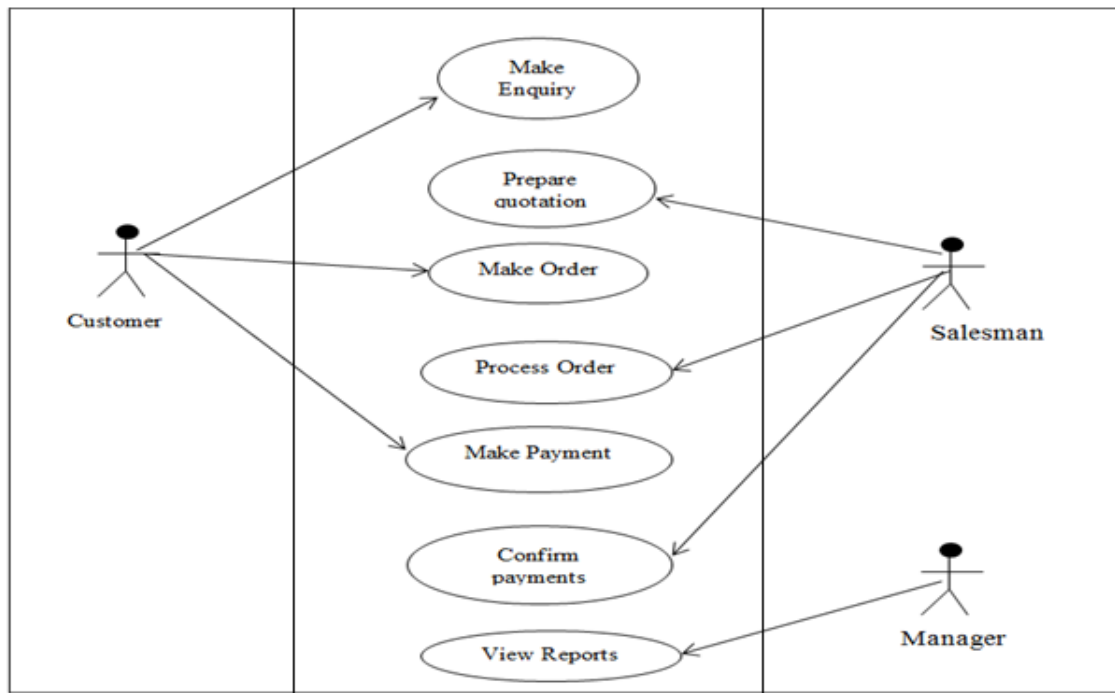 Make
Enquiry
Prepare
quotation
Make Order
Customer
Salesman
Process Order
Make Payment
Confirm
payments
Manager
View Reports